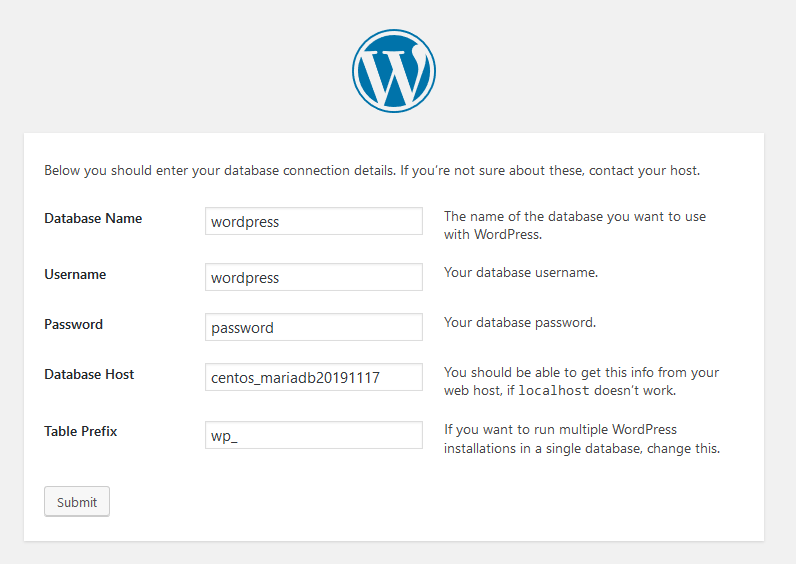 Below you should enter your database connection details. If you’re not sure about these, contact your host.
Database Name
wordpress
The name of the database you want to use
with WordPress.
Username
wordpress
Your database username.
Password
password
Your database password.
Database Host
centos_mariadb20191117
You should be able to get this info from your
web host, if localhost doesn’t work.
Table Prefix
wp_
If you want to run multiple WordPress
installations in a single database, change this.
Submit